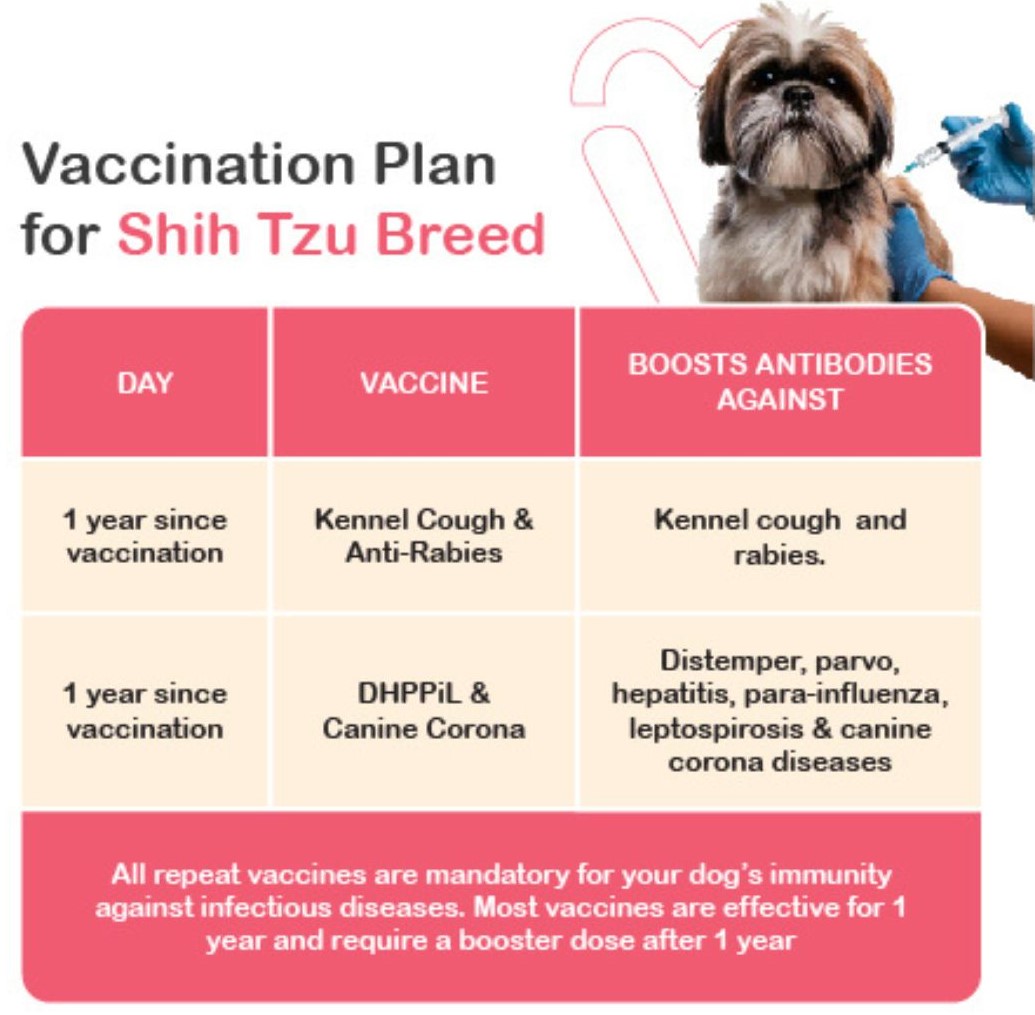 Vaccination Plan
for Shih Tzu Breed
DAY
VACCINE
BOOSTS ANTIBODIES
AGAINST
1 year since
vaccination
Kennel Cough &
Anti-Rabies
Kennel cough and
rabies.
1 year since
vaccination
DHPPiL &
Canine Corona
Distemper, parvo,
hepatitis, para-influenza,
leptospirosis & canine
corona diseases
All repeat vaccines are mandatory for your dog's immunity
against infectious diseases. Most vaccines are effective for 1
year and require a booster dose after 1 year